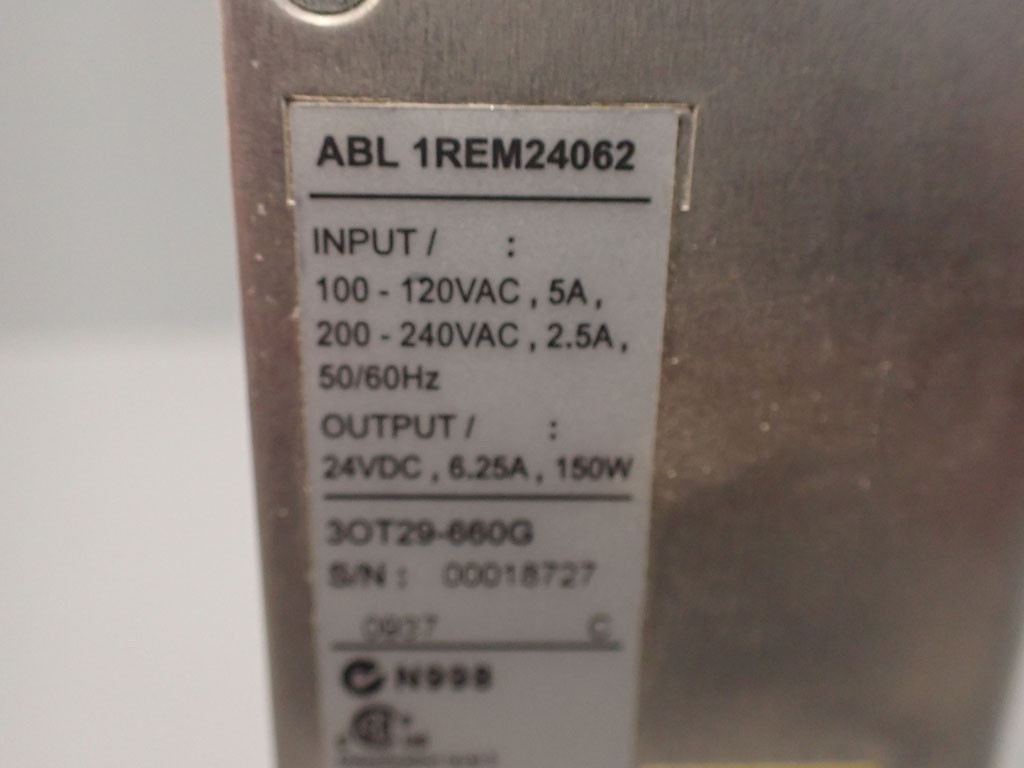 ABL 1REM24062
INPUT / :
100 - 120VAC , 5A ,
200 - 240VAC , 2.5A ,
50/60Hz
OUTPUT / :
24VDC , 6.25A , 150W
3OT29-660G
S/N : 00018727
0937 C
N998